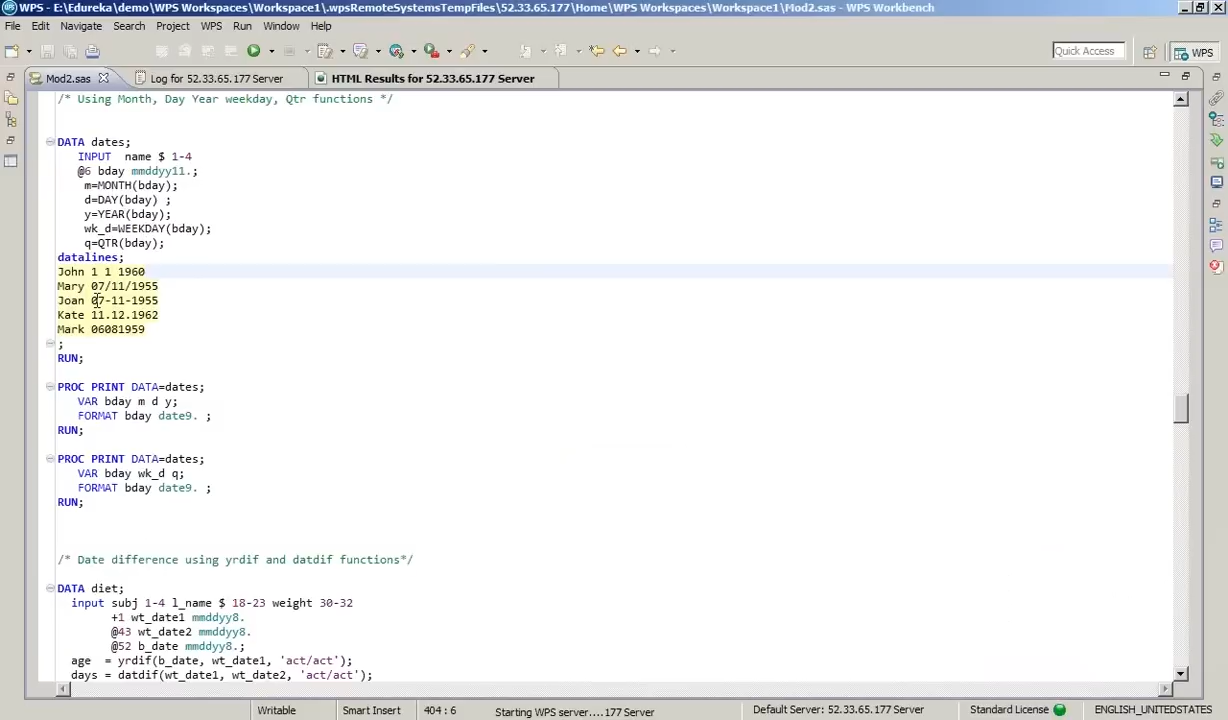 WPS - E:\Edureka\demo\WPS Workspaces\Workspace1\.wpsRemoteSystemsTempFiles\52.33.65.177\Home\WPS Workspaces\Workspace1\Mod2.sas - WPS Workbench
File Edit Navigate Search Project WPS Run Window Help
Quick Access WPS
Mod2.sas Log for 52.33.65.177 Server HTML Results for 52.33.65.177 Server
/* Using Month, Day Year weekday, Qtr functions */
DATA dates;
INPUT name $ 1-4
@6 bday mmddyy11.;
m=MONTH(bday);
d=DAY(bday) ;
y=YEAR(bday);
wk_d=WEEKDAY(bday);
q=QTR(bday);
datalines;
John 1 1 1960
Mary 07/11/1955
Joan 07-11-1955
Kate 11.12.1962
Mark 06081959
;
RUN;
PROC PRINT DATA=dates;
VAR bday m d y;
FORMAT bday date9. ;
RUN;
PROC PRINT DATA=dates;
VAR bday wk_d q;
FORMAT bday date9. ;
RUN;
/* Date difference using yrdif and datdif functions*/
DATA diet;
input subj 1-4 l_name $ 18-23 weight 30-32
+1 wt_date1 mmddyy8.
@43 wt_date2 mmddyy8.
@52 b_date mmddyy8.;
age = yrdif(b_date, wt_date1, 'act/act');
days = datdif(wt_date1, wt_date2, 'act/act');
Writable Smart Insert 404 : 6 Starting WPS server....177 Server Default Server: 52.33.65.177 Server Standard License ENGLISH_UNITEDSTATES